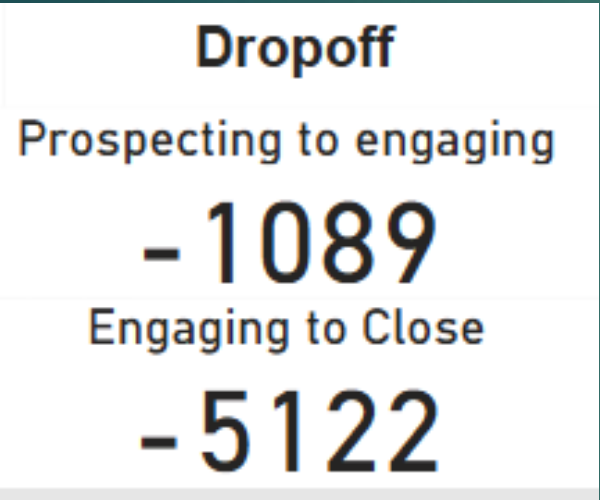 Dropoff
Prospecting to engaging
-1089
Engaging to Close
-5122